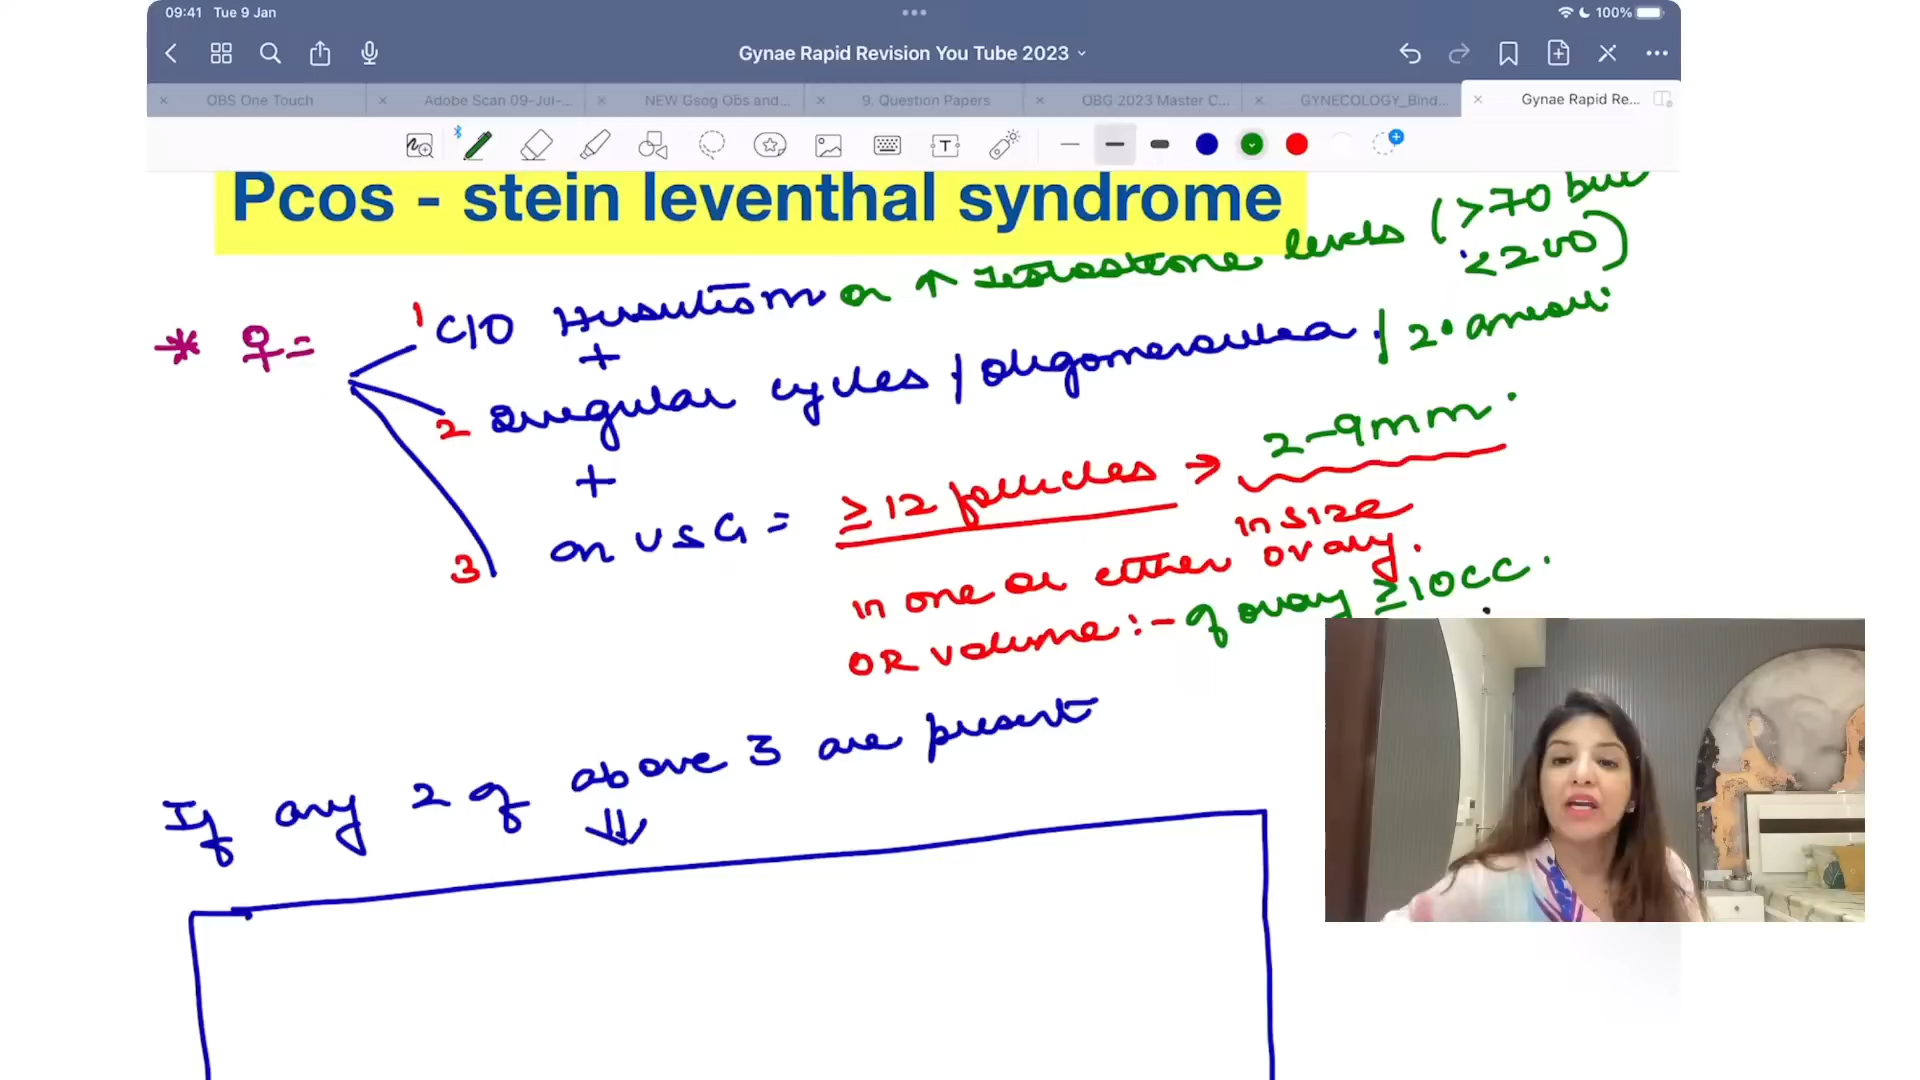 09:41 Tue 9 Jan
100%
Gynae Rapid Revision You Tube 2023
OBS One Touch
Adobe Scan 09-Jul-...
NEW Gsog Obs and...
9. Question Papers
OBG 2023 Master C...
GYNECOLOGY_Bind...
Gynae Rapid Re...
Pcos - stein leventhal syndrome
* ♀= 1 C/O Hirsutism or ↑ Testosterone levels (>70 but <200)
+
2 Irregular cycles / oligomenorrhea / 2°
+
3 on USG = ≥12 follicles → 2-9mm.
in size
in one or either ovary.
OR volume:- of ovary ≥10cc.
If any 2 of above 3 are present
⇓